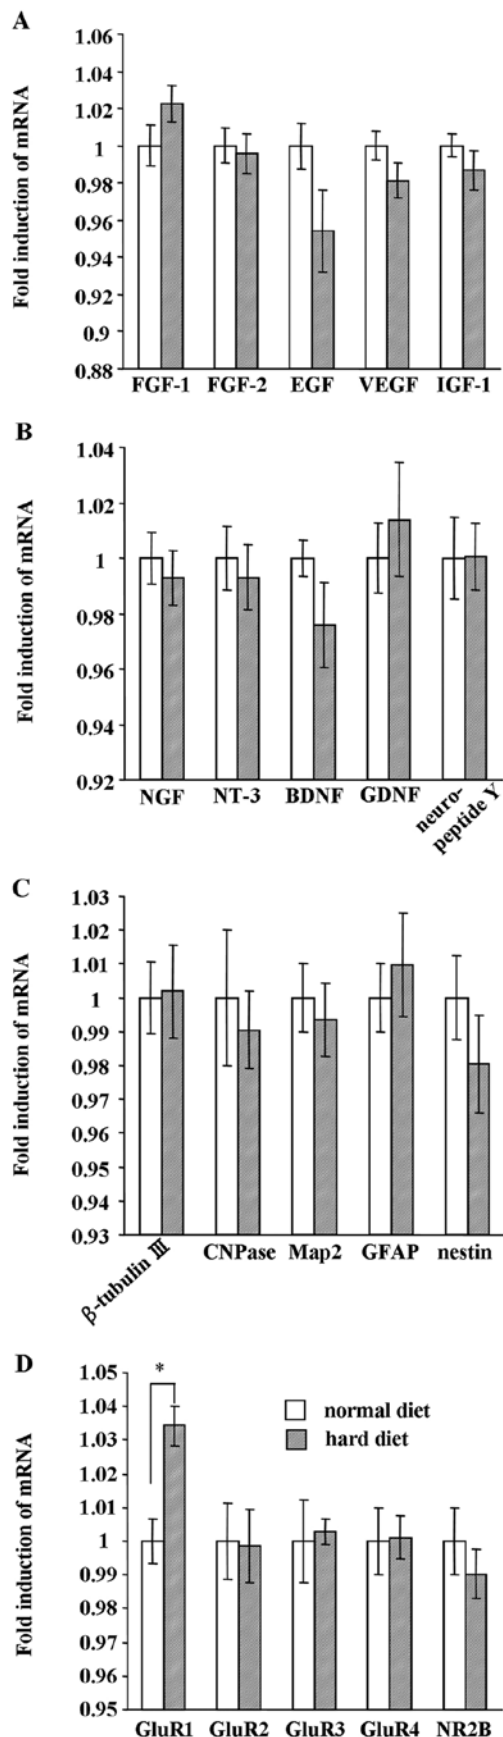 A
Fold induction of mRNA
1.06
1.04
1.02
1
0.98
0.96
0.94
0.92
0.9
0.88
FGF-1 FGF-2 EGF VEGF IGF-1
B
Fold induction of mRNA
1.04
1.02
1
0.98
0.96
0.94
0.92
NGF NT-3 BDNF GDNF neuro-
peptide Y
C
Fold induction of mRNA
1.03
1.02
1.01
1
0.99
0.98
0.97
0.96
0.95
0.94
0.93
β-tubulin Ⅲ CNPase Map2 GFAP nestin
D
Fold induction of mRNA
1.05
1.04
1.03
1.02
1.01
1
0.99
0.98
0.97
0.96
0.95
*
normal diet
hard diet
GluR1 GluR2 GluR3 GluR4 NR2B